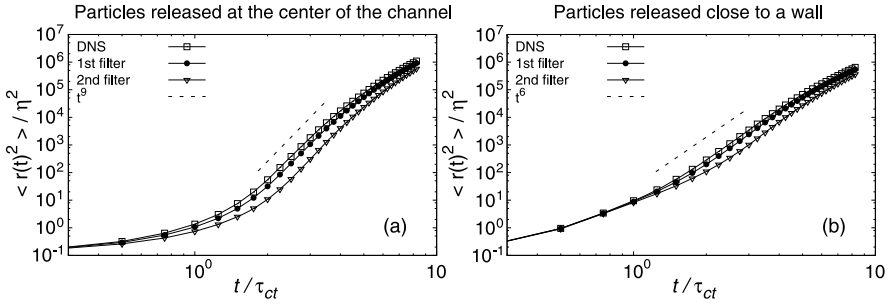 Particles released at the center of the channel
10^7
10^6
10^5
10^4
10^3
10^2
10^1
10^0
10^-1
< r(t)^2 > / η^2
DNS
1st filter
2nd filter
t^9
(a)
10^0
10
t / τ_ct
Particles released close to a wall
10^7
10^6
10^5
10^4
10^3
10^2
10^1
10^0
10^-1
< r(t)^2 > / η^2
DNS
1st filter
2nd filter
t^6
(b)
10^0
10
t / τ_ct